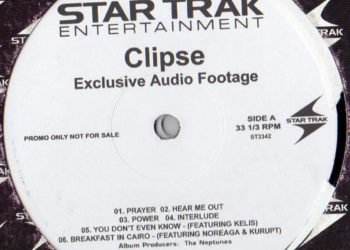 STAR TRAK
ENTERTAINMENT
Clipse
Exclusive Audio Footage
PROMO ONLY NOT FOR SALE
SIDE A
33 1/3 RPM
ST3342
STAR TRAK
01. PRAYER 02. HEAR ME OUT
03. POWER 04. INTERLUDE
05. YOU DON'T EVEN KNOW - (FEATURING KELIS)
06. BREAKFAST IN CAIRO - (FEATURING NOREAGA & KURUPT)
Album Producers: The Neptunes
STAR TRAK